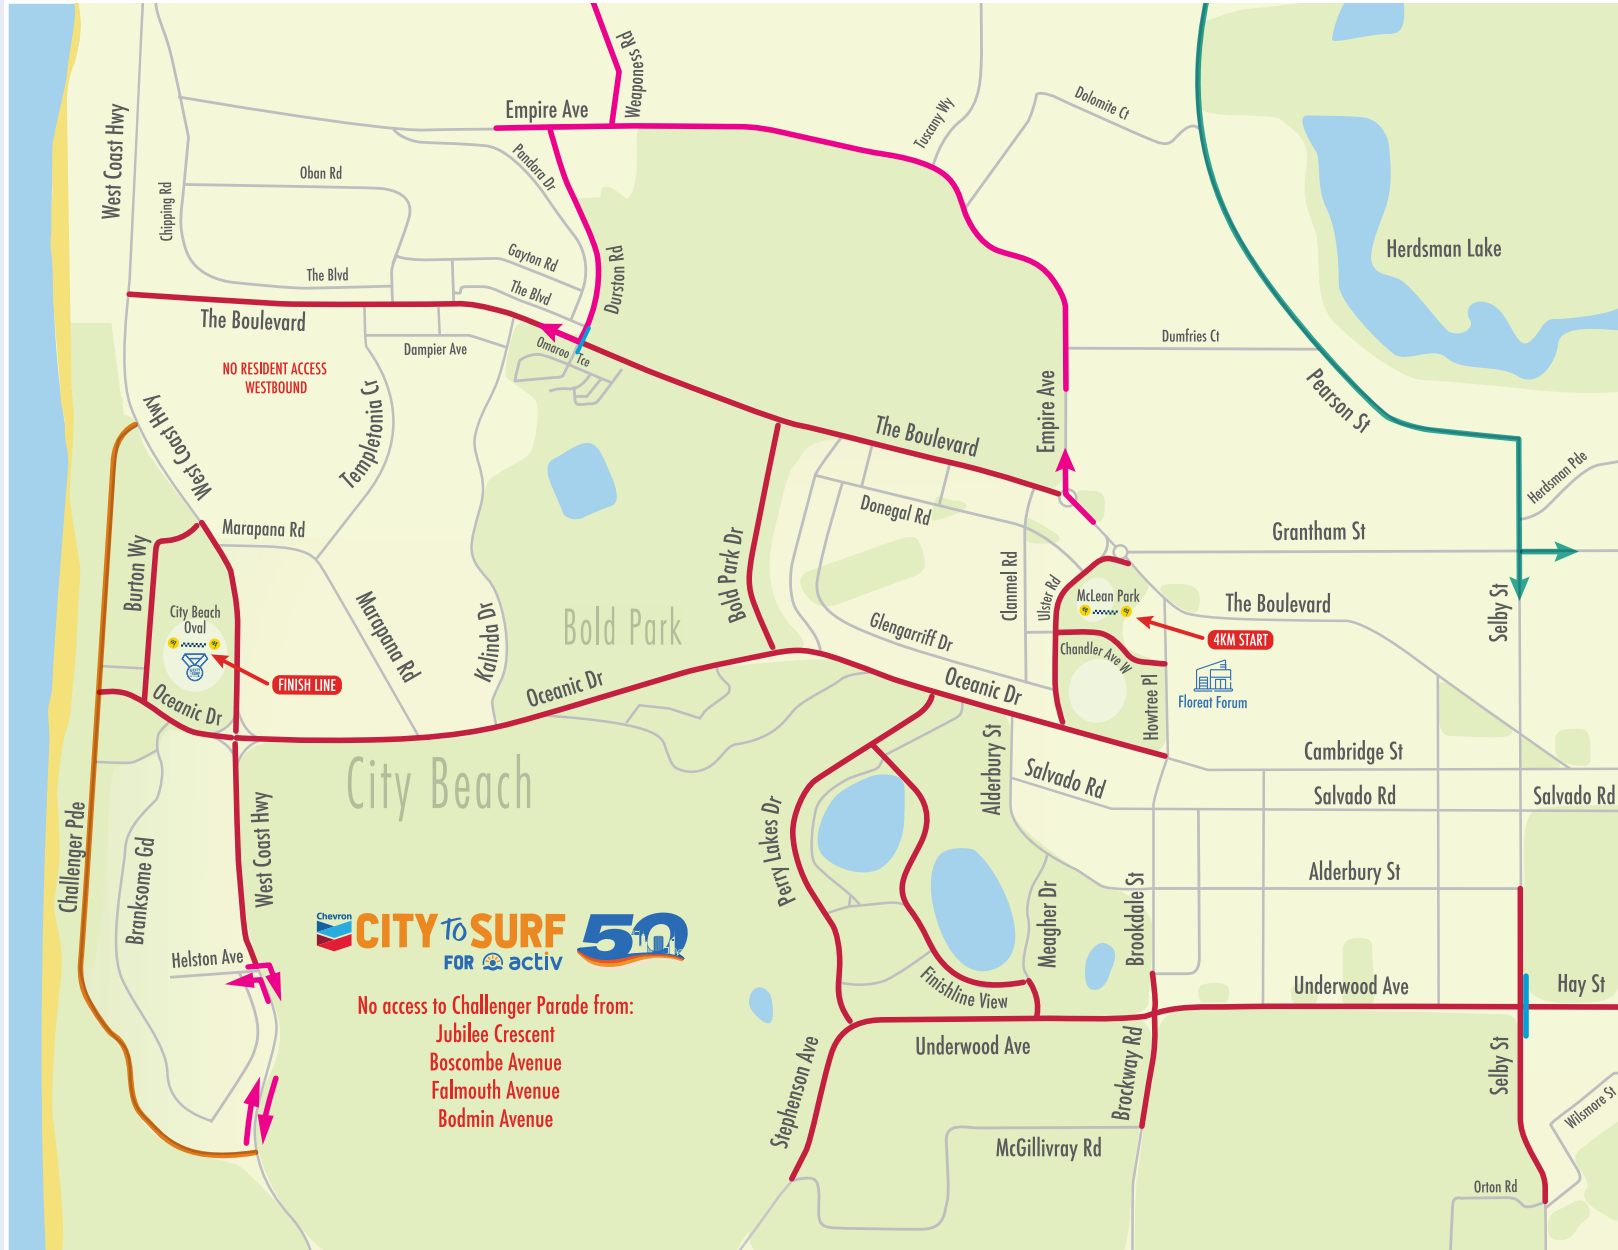 Weaponess Rd
Empire Ave
West Coast Hwy
Tuscany Wy
Dolomite Ct
Pandora Dr
Oban Rd
Chipping Rd
Herdsman Lake
Gayton Rd
The Blvd
The Blvd
Durston Rd
The Boulevard
Dampier Ave
Omaroo Tce
Dumfries Ct
NO RESIDENT ACCESS
WESTBOUND
Templetonia Cr
West Coast Hwy
Empire Ave
Pearson St
The Boulevard
Herdsman Pde
Donegal Rd
Marapana Rd
Grantham St
Burton Wy
Bold Park Dr
Clanmel Rd
Ulster Rd
McLean Park
The Boulevard
Selby St
City Beach
Oval
Marapana Rd
Kalinda Dr
Bold Park
Glengarriff Dr
4KM START
Chandler Ave W
FINISH LINE
Oceanic Dr
Oceanic Dr
Oceanic Dr
Howtree Pl
Floreat Forum
City Beach
Alderbury St
Salvado Rd
Cambridge St
Salvado Rd
Salvado Rd
Challenger Pde
Branksome Gd
West Coast Hwy
Perry Lakes Dr
Alderbury St
Meagher Dr
Brookdale St
Helston Ave
Chevron
CITY TO SURF
FOR activ
50
Finishline View
Underwood Ave
Hay St
No access to Challenger Parade from:
Jubilee Crescent
Boscombe Avenue
Falmouth Avenue
Bodmin Avenue
Underwood Ave
Stephenson Ave
Brockway Rd
Selby St
Wilsmore St
McGillivray Rd
Orton Rd